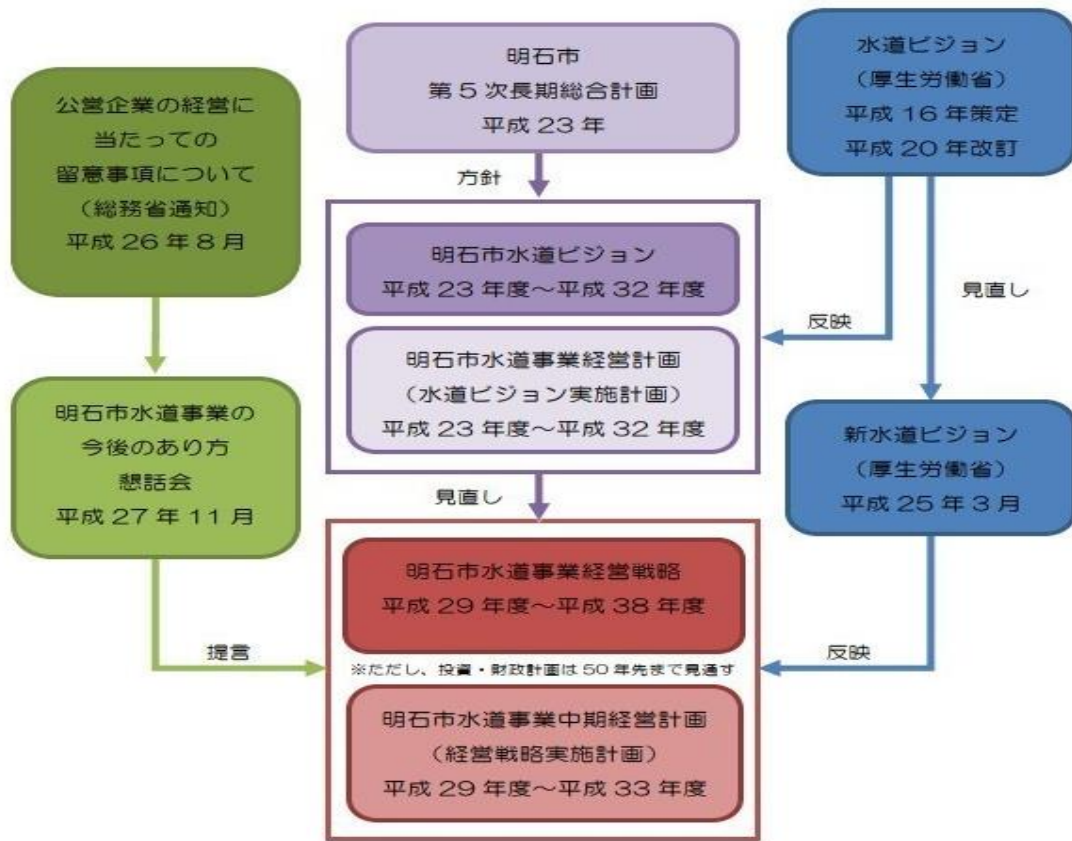 明石市
第5次長期総合計画
平成23年
水道ビジョン
（厚生労働省）
平成16年策定
平成20年改訂
公営企業の経営に
当たっての
留意事項について
（総務省通知）
平成26年8月
方針
明石市水道ビジョン
平成23年度～平成32年度
見直し
反映
明石市水道事業経営計画
（水道ビジョン実施計画）
平成23年度～平成32年度
明石市水道事業の
今後のあり方
懇話会
平成27年11月
新水道ビジョン
（厚生労働省）
平成25年3月
見直し
明石市水道事業経営戦略
平成29年度～平成38年度
提言
※ただし、投資・財政計画は50年先まで見通す
反映
明石市水道事業中期経営計画
（経営戦略実施計画）
平成29年度～平成33年度